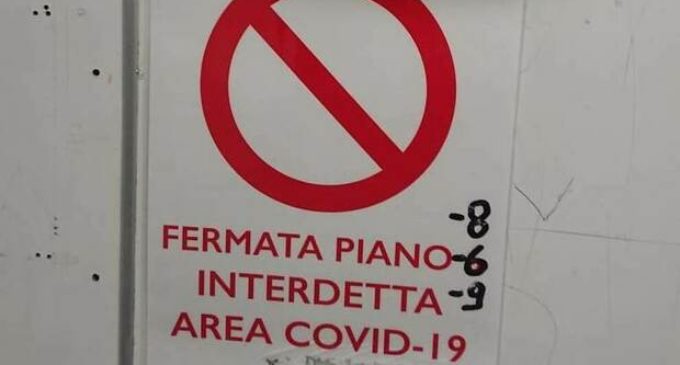 -8
FERMATA PIANO -6
INTERDETTA -9
AREA COVID-19